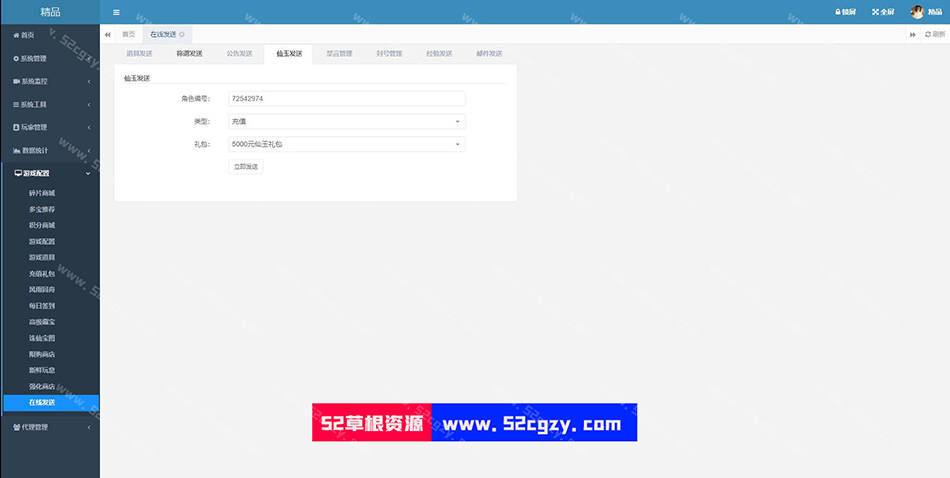 精品
锁屏 全屏 精品
首页 在线发送 刷新
首页
系统管理
系统监控
系统工具
玩家管理
数据统计
游戏配置
碎片商城
多宝推荐
积分商城
游戏配置
游戏道具
充值礼包
风雨同舟
每日签到
高级藏宝
诛仙宝图
限购商店
新鲜玩意
强化商店
在线发送
代理管理
道具发送 称谓发送 公告发送 仙玉发送 禁言管理 封号管理 经验发送 邮件发送
仙玉发送
角色编号: 72542974
类型: 充值
礼包: 5000元仙玉礼包
立即发送
52草根资源 www.52cgzy.com
www.52cgzy.com